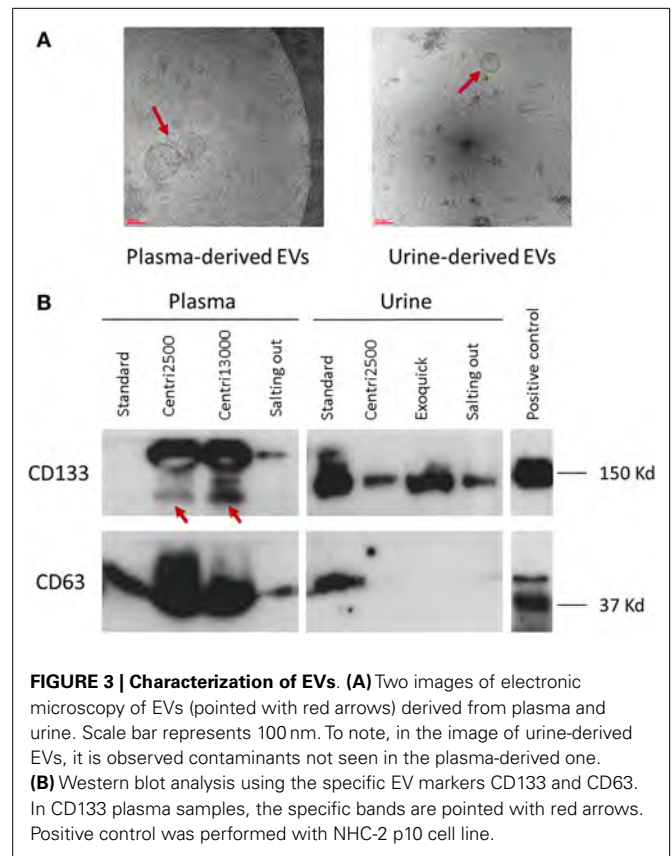 A
Plasma-derived EVs
Urine-derived EVs
B
Plasma
Urine
Standard
Centri2500
Centri13000
Salting out
Standard
Centri2500
Exoquick
Salting out
Positive control
CD133
150 Kd
CD63
37 Kd
FIGURE 3 | Characterization of EVs. (A) Two images of electronic
microscopy of EVs (pointed with red arrows) derived from plasma and
urine. Scale bar represents 100 nm. To note, in the image of urine-derived
EVs, it is observed contaminants not seen in the plasma-derived one.
(B) Western blot analysis using the specific EV markers CD133 and CD63.
In CD133 plasma samples, the specific bands are pointed with red arrows.
Positive control was performed with NHC-2 p10 cell line.